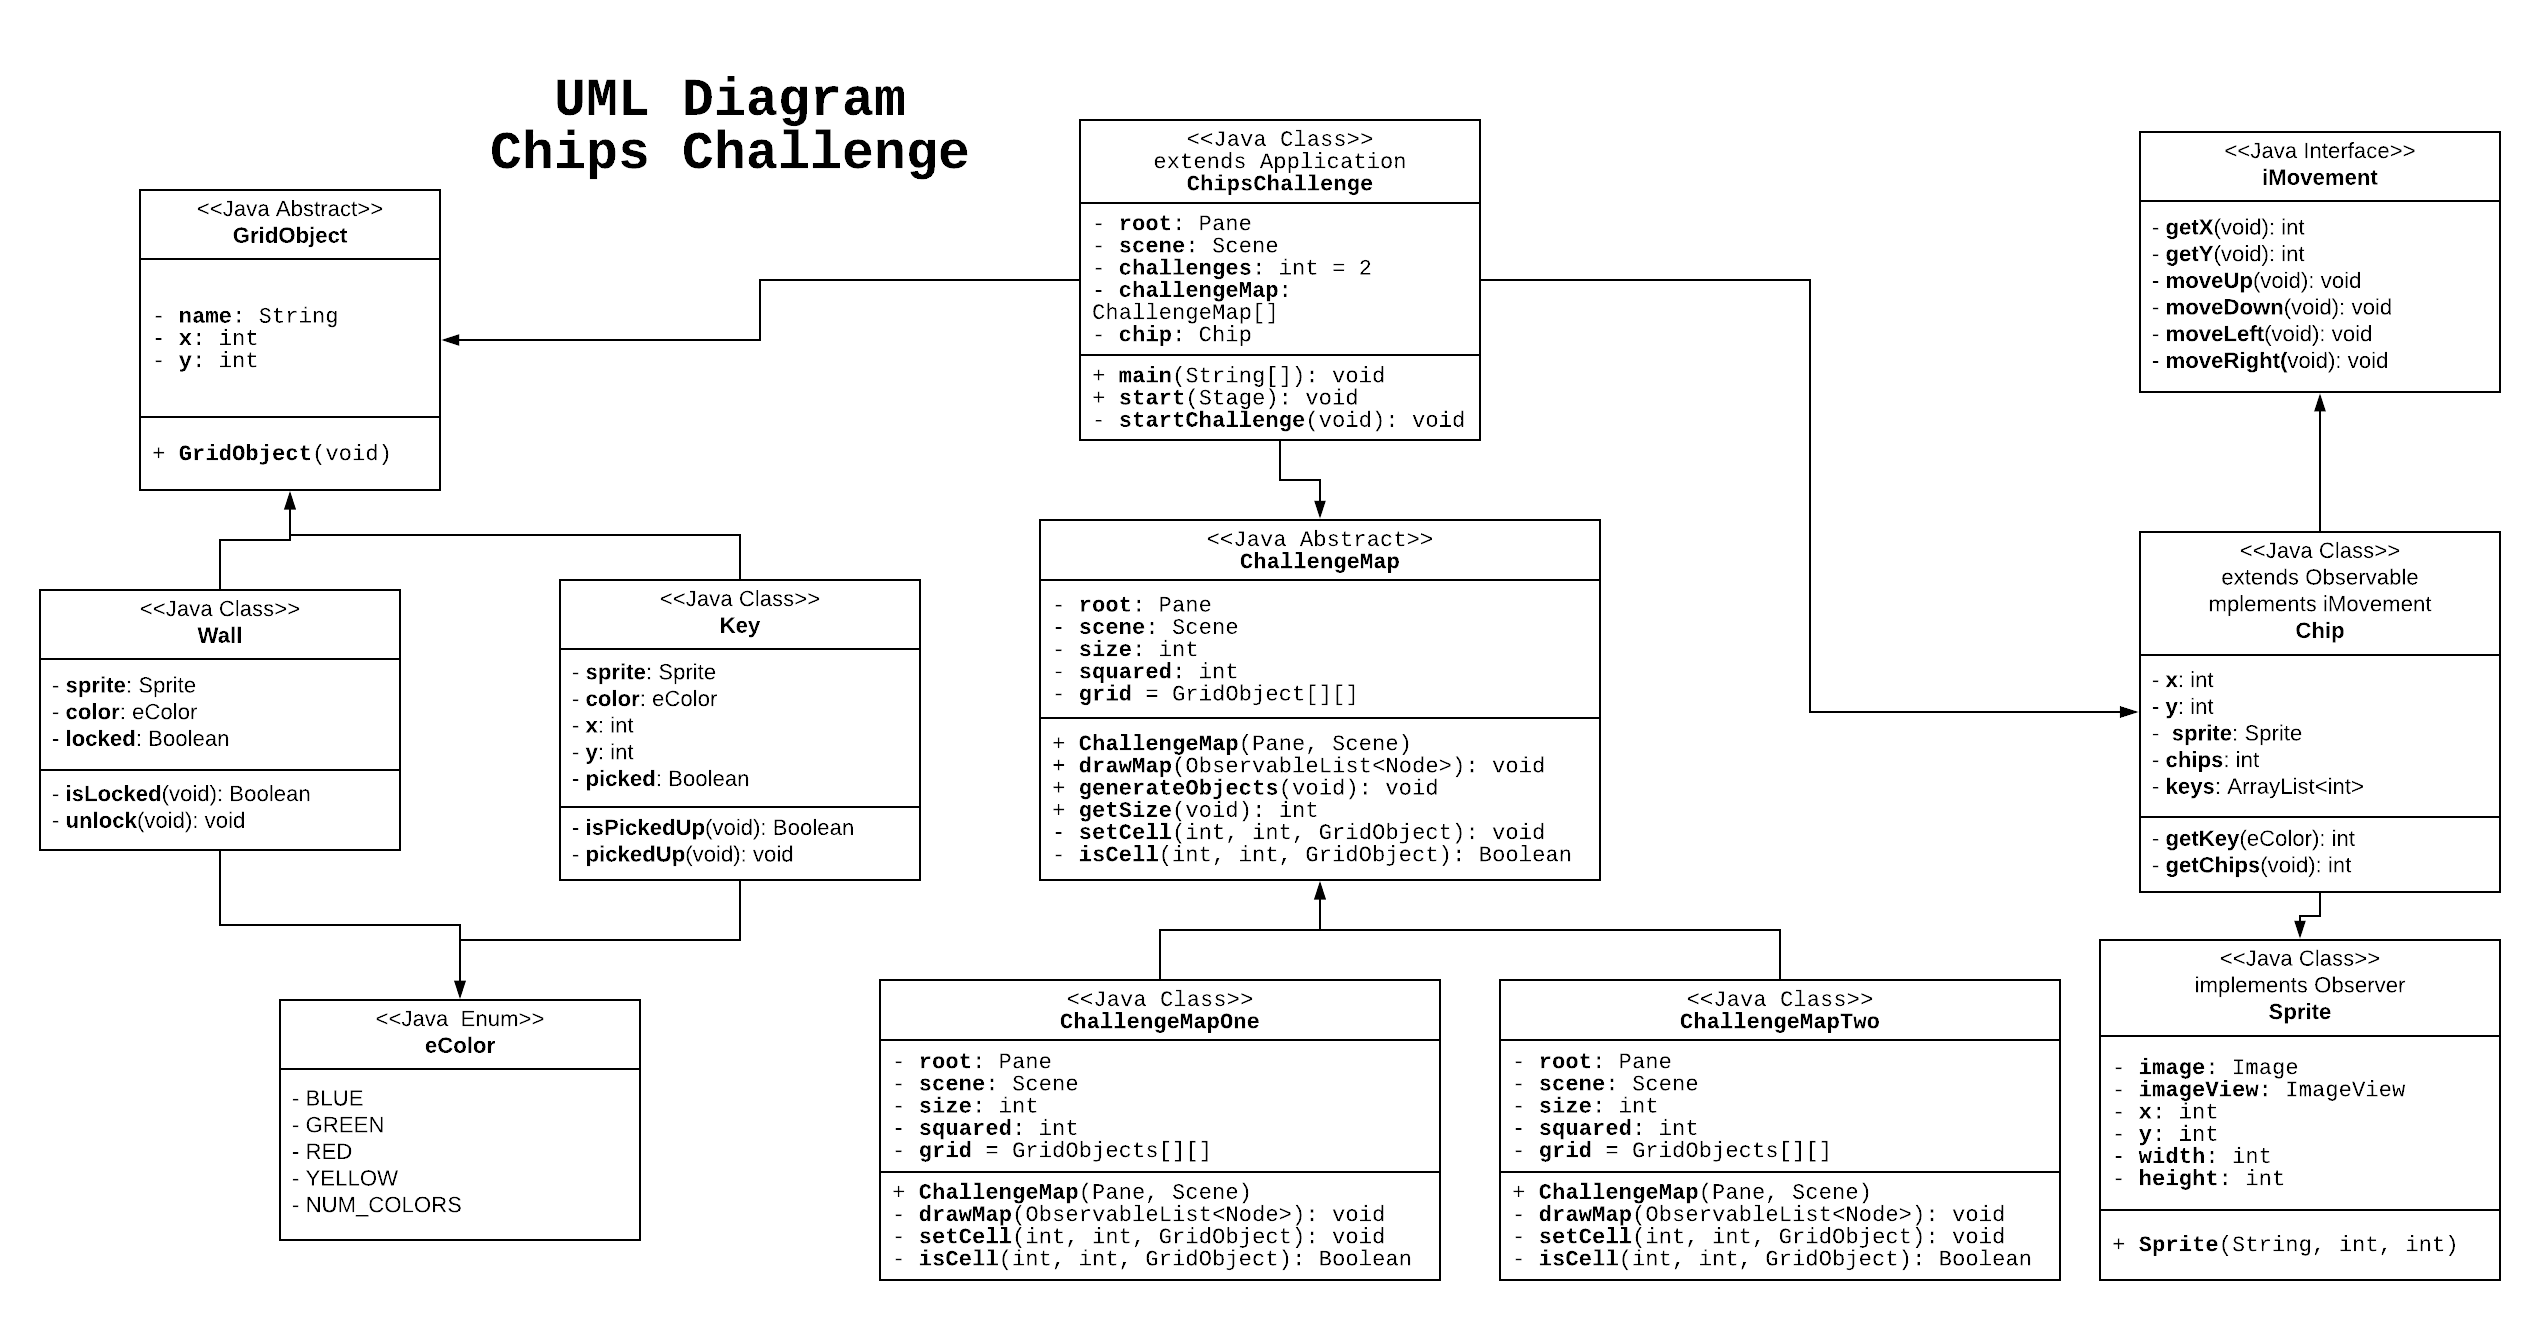 UML Diagram
Chips Challenge
<<Java Abstract>>
GridObject
- name: String
- x: int
- y: int
+ GridObject(void)
<<Java Class>>
extends Application
ChipsChallenge
- root: Pane
- scene: Scene
- challenges: int = 2
- challengeMap:
ChallengeMap[]
- chip: Chip
+ main(String[]): void
+ start(Stage): void
- startChallenge(void): void
<<Java Interface>>
iMovement
- getX(void): int
- getY(void): int
- moveUp(void): void
- moveDown(void): void
- moveLeft(void): void
- moveRight(void): void
<<Java Class>>
Wall
- sprite: Sprite
- color: eColor
- locked: Boolean
- isLocked(void): Boolean
- unlock(void): void
<<Java Class>>
Key
- sprite: Sprite
- color: eColor
- x: int
- y: int
- picked: Boolean
- isPickedUp(void): Boolean
- pickedUp(void): void
<<Java Abstract>>
ChallengeMap
- root: Pane
- scene: Scene
- size: int
- squared: int
- grid = GridObject[][]
+ ChallengeMap(Pane, Scene)
+ drawMap(ObservableList<Node>): void
+ generateObjects(void): void
+ getSize(void): int
- setCell(int, int, GridObject): void
- isCell(int, int, GridObject): Boolean
<<Java Class>>
extends Observable
mplements iMovement
Chip
- x: int
- y: int
- sprite: Sprite
- chips: int
- keys: ArrayList<int>
- getKey(eColor): int
- getChips(void): int
<<Java Enum>>
eColor
- BLUE
- GREEN
- RED
- YELLOW
- NUM_COLORS
<<Java Class>>
ChallengeMapOne
- root: Pane
- scene: Scene
- size: int
- squared: int
- grid = GridObjects[][]
+ ChallengeMap(Pane, Scene)
- drawMap(ObservableList<Node>): void
- setCell(int, int, GridObject): void
- isCell(int, int, GridObject): Boolean
<<Java Class>>
ChallengeMapTwo
- root: Pane
- scene: Scene
- size: int
- squared: int
- grid = GridObjects[][]
+ ChallengeMap(Pane, Scene)
- drawMap(ObservableList<Node>): void
- setCell(int, int, GridObject): void
- isCell(int, int, GridObject): Boolean
<<Java Class>>
implements Observer
Sprite
- image: Image
- imageView: ImageView
- x: int
- y: int
- width: int
- height: int
+ Sprite(String, int, int)